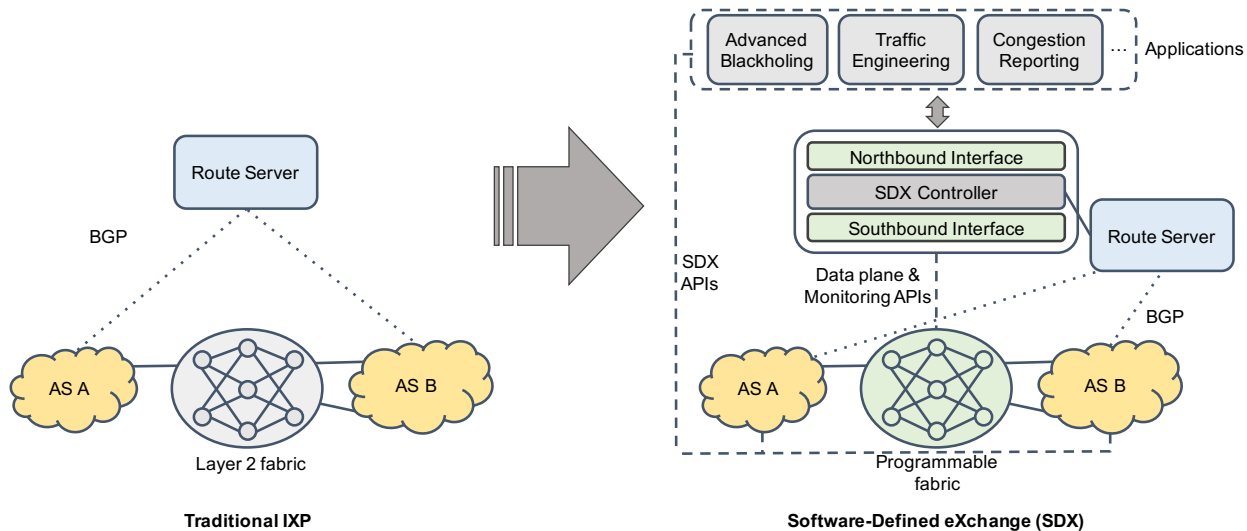 Route Server
BGP
AS A
AS B
Layer 2 fabric
Traditional IXP
Advanced
Blackholing
Traffic
Engineering
Congestion
Reporting
...
Applications
Northbound Interface
SDX Controller
Southbound Interface
Route Server
SDX
APIs
Data plane &
Monitoring APIs
BGP
AS A
AS B
Programmable
fabric
Software-Defined eXchange (SDX)